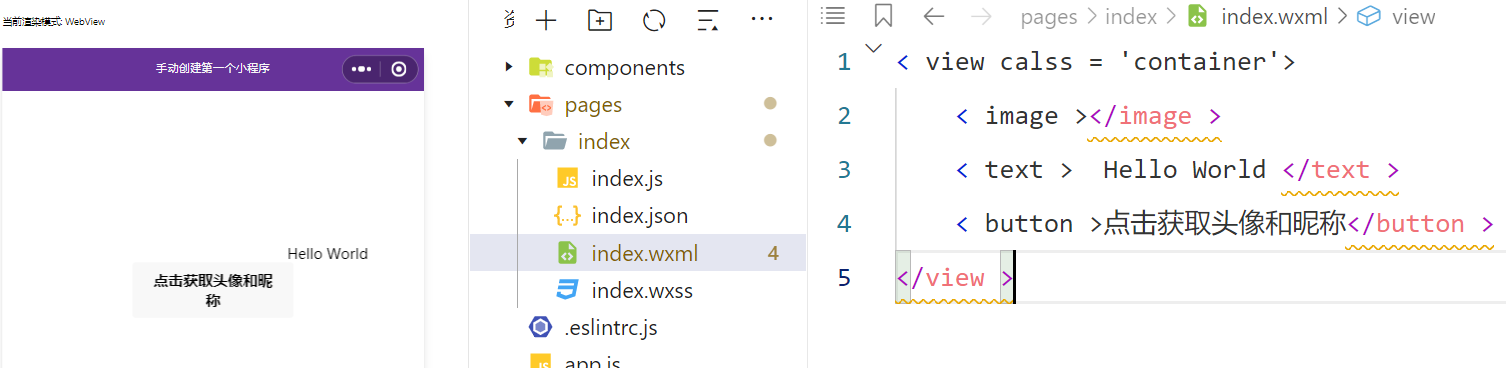 当前渲染模式: WebView
手动创建第一个小程序
Hello World
点击获取头像和昵
称
components
pages
index
index.js
index.json
index.wxml 4
index.wxss
.eslintrc.js
app.js
pages > index > index.wxml > view
1 < view calss = 'container'>
2 < image ></image >
3 < text > Hello World </text >
4 < button >点击获取头像和昵称</button >
5 </view >